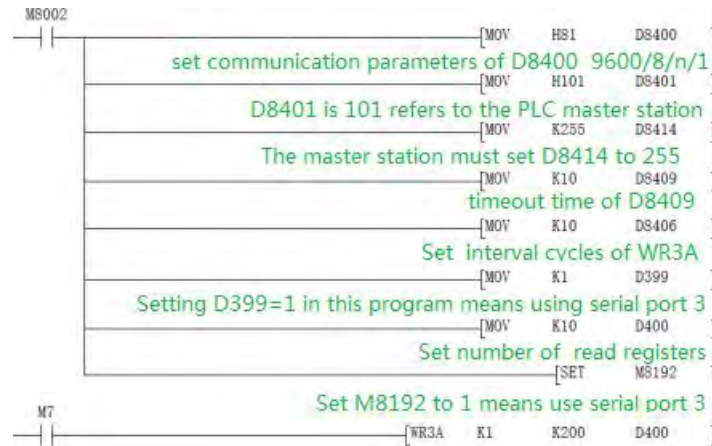 M8002
[MOV H81 D8400
set communication parameters of D8400 9600/8/n/1
[MOV H101 D8401
D8401 is 101 refers to the PLC master station
[MOV K255 D8414
The master station must set D8414 to 255
[MOV K10 D8409
timeout time of D8409
[MOV K10 D8406
Set interval cycles of WR3A
[MOV K1 D399
Setting D399=1 in this program means using serial port 3
[MOV K10 D400
Set number of read registers
[SET M8192
Set M8192 to 1 means use serial port 3
M7
[WR3A K1 K200 D400